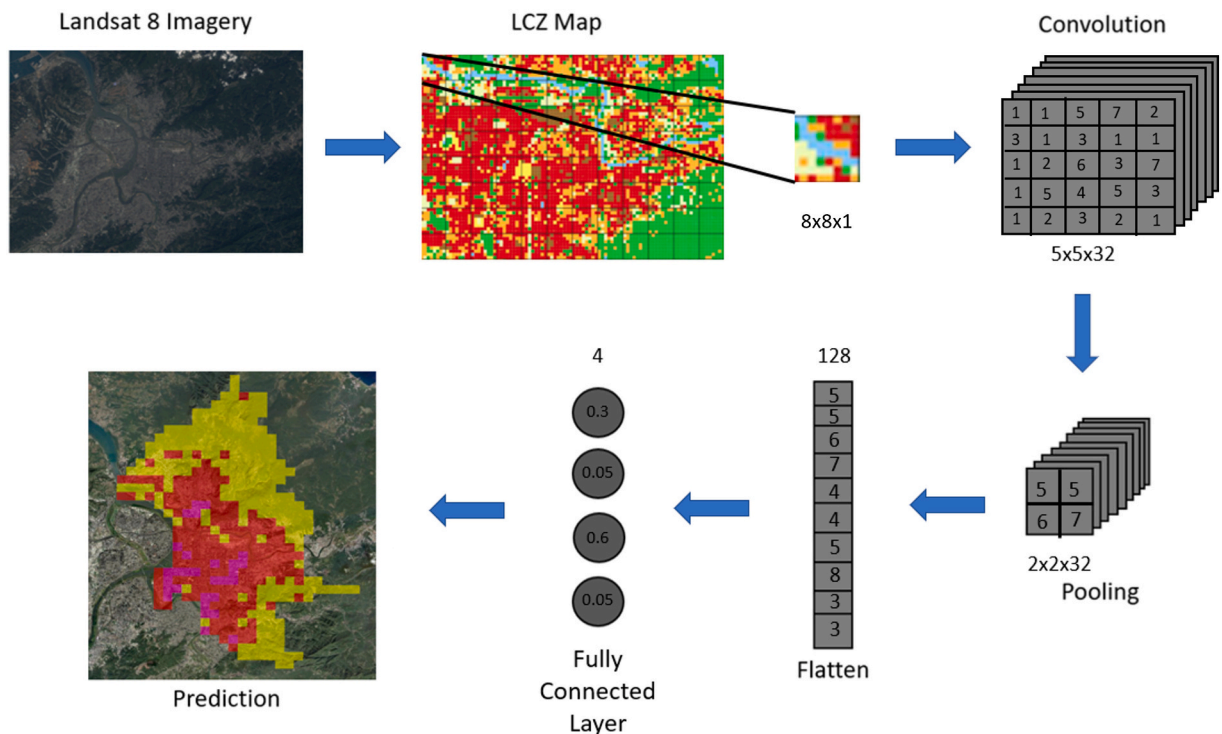 Landsat 8 Imagery
LCZ Map
Convolution
8x8x1
1 1 5 7 2
3 1 3 1 1
1 2 6 3 7
1 5 4 5 3
1 2 3 2 1
5x5x32
5 5
6 7
2x2x32
Pooling
128
5
5
6
7
4
4
5
8
3
3
Flatten
4
0.3
0.05
0.6
0.05
Fully
Connected
Layer
Prediction